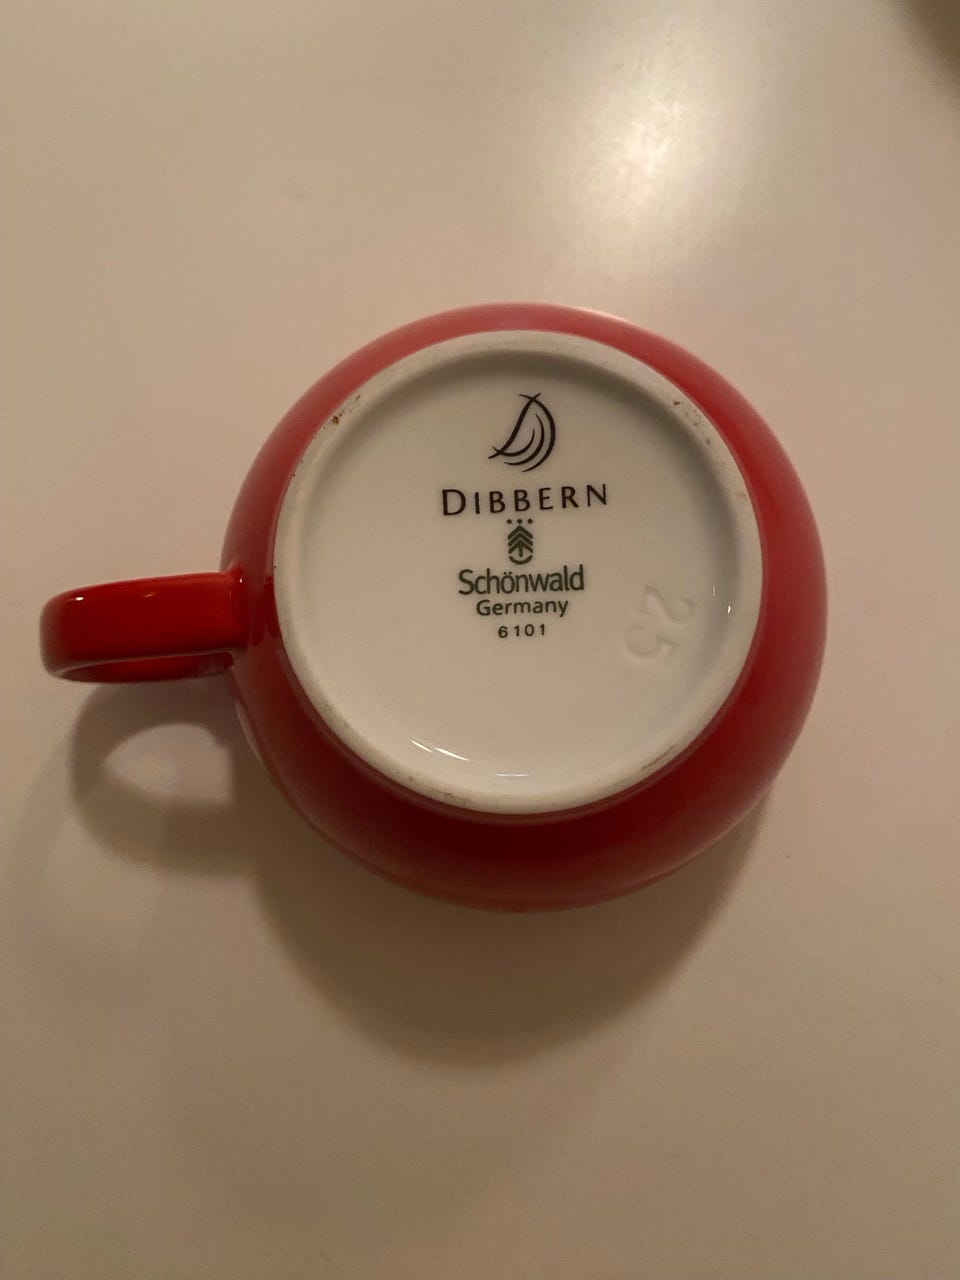 DIBBERN
Schönwald
Germany
6101
25